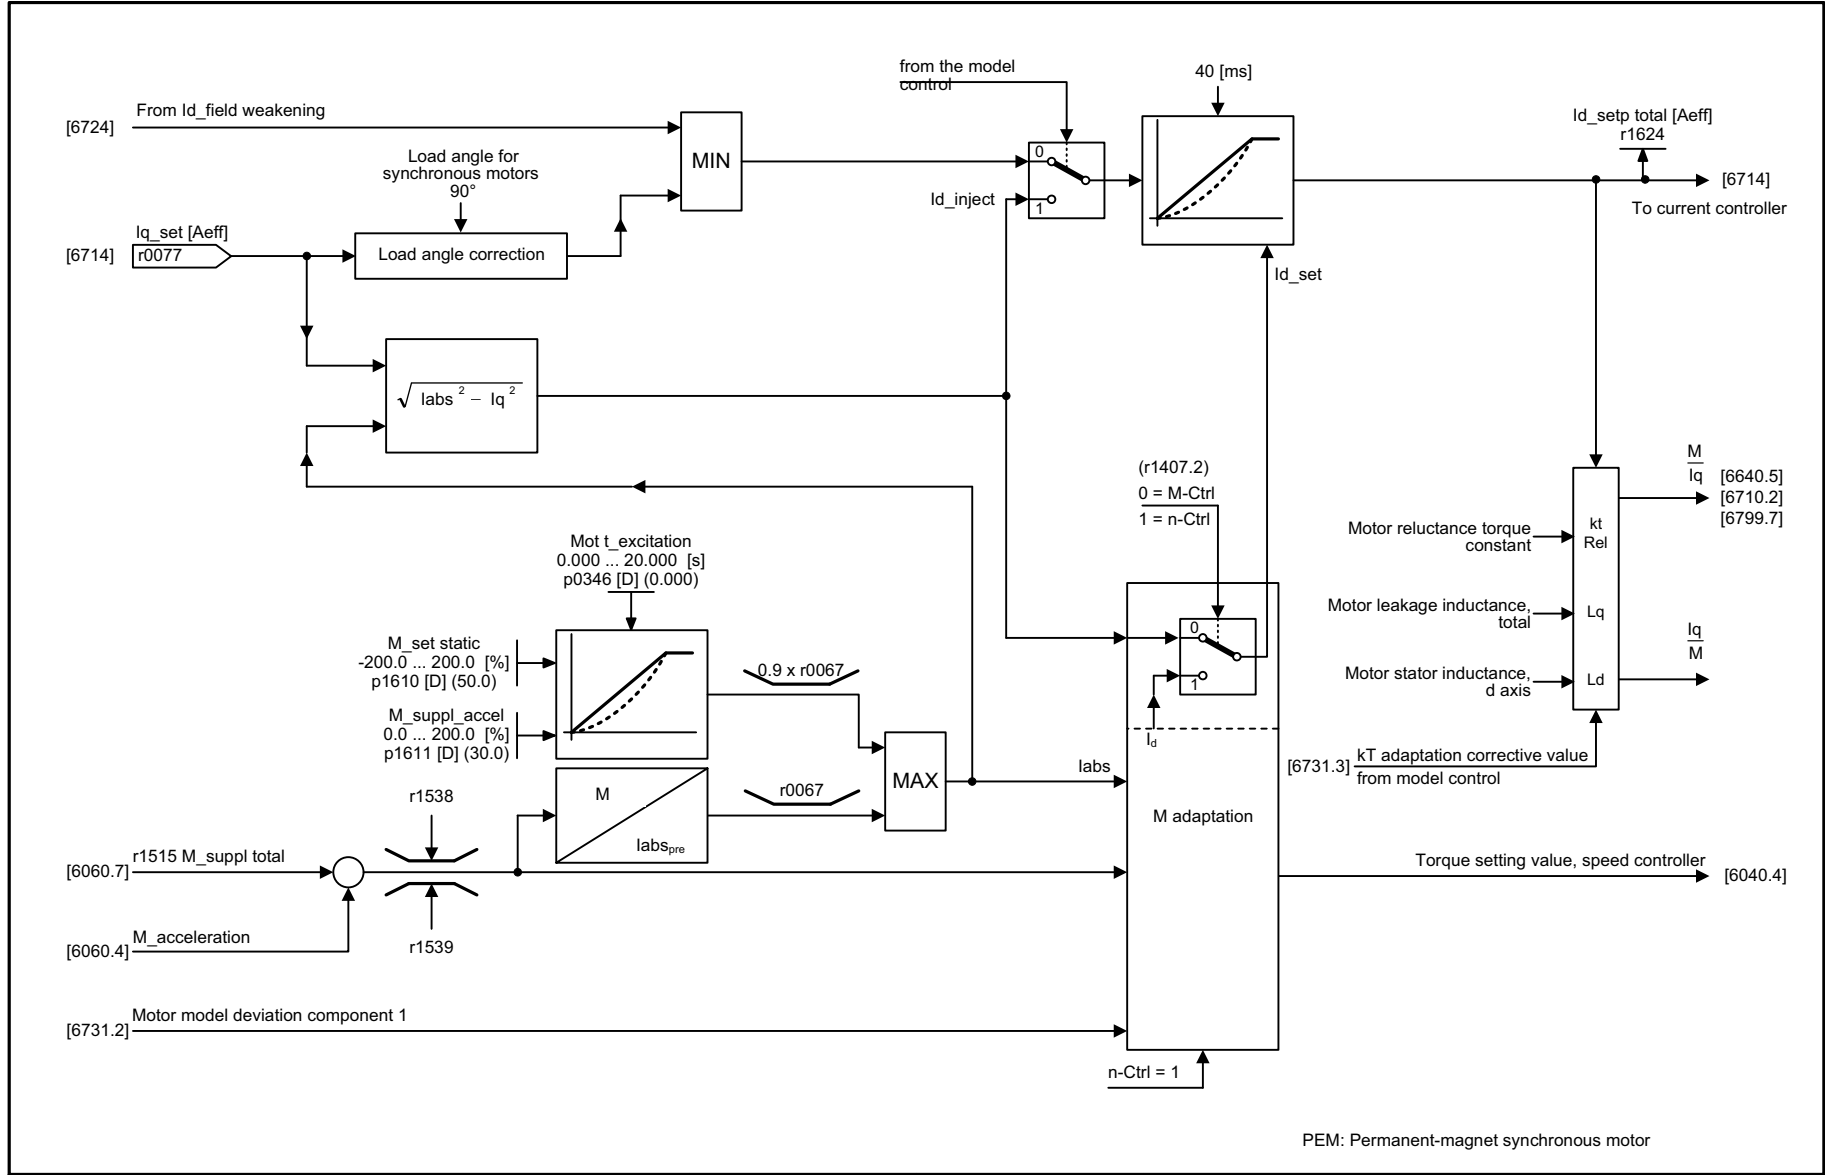 from the model
control
40 [ms]
From Id_field weakening
[6724]
Load angle for
synchronous motors
90°
MIN
0
1
Id_inject
Id_setp total [Aeff]
r1624
[6714]
To current controller
Iq_set [Aeff]
[6714]
r0077
Load angle correction
Id_set
√ Iabs ² – Iq ²
(r1407.2)
0 = M-Ctrl
1 = n-Ctrl
M
Iq
[6640.5]
[6710.2]
[6799.7]
Motor reluctance torque
constant
kt
Rel
Mot t_excitation
0.000 ... 20.000 [s]
p0346 [D] (0.000)
Motor leakage inductance,
total
Lq
M_set static
-200.0 ... 200.0 [%]
p1610 [D] (50.0)
0.9 x r0067
0
1
Iq
M
Motor stator inductance,
d axis
Ld
M_suppl_accel
0.0 ... 200.0 [%]
p1611 [D] (30.0)
Id
Iabs
[6731.3]
kT adaptation corrective value
from model control
MAX
r0067
M
Iabspre
M adaptation
r1538
[6060.7]
r1515 M_suppl total
Torque setting value, speed controller
[6040.4]
r1539
[6060.4]
M_acceleration
[6731.2]
Motor model deviation component 1
n-Ctrl = 1
PEM: Permanent-magnet synchronous motor